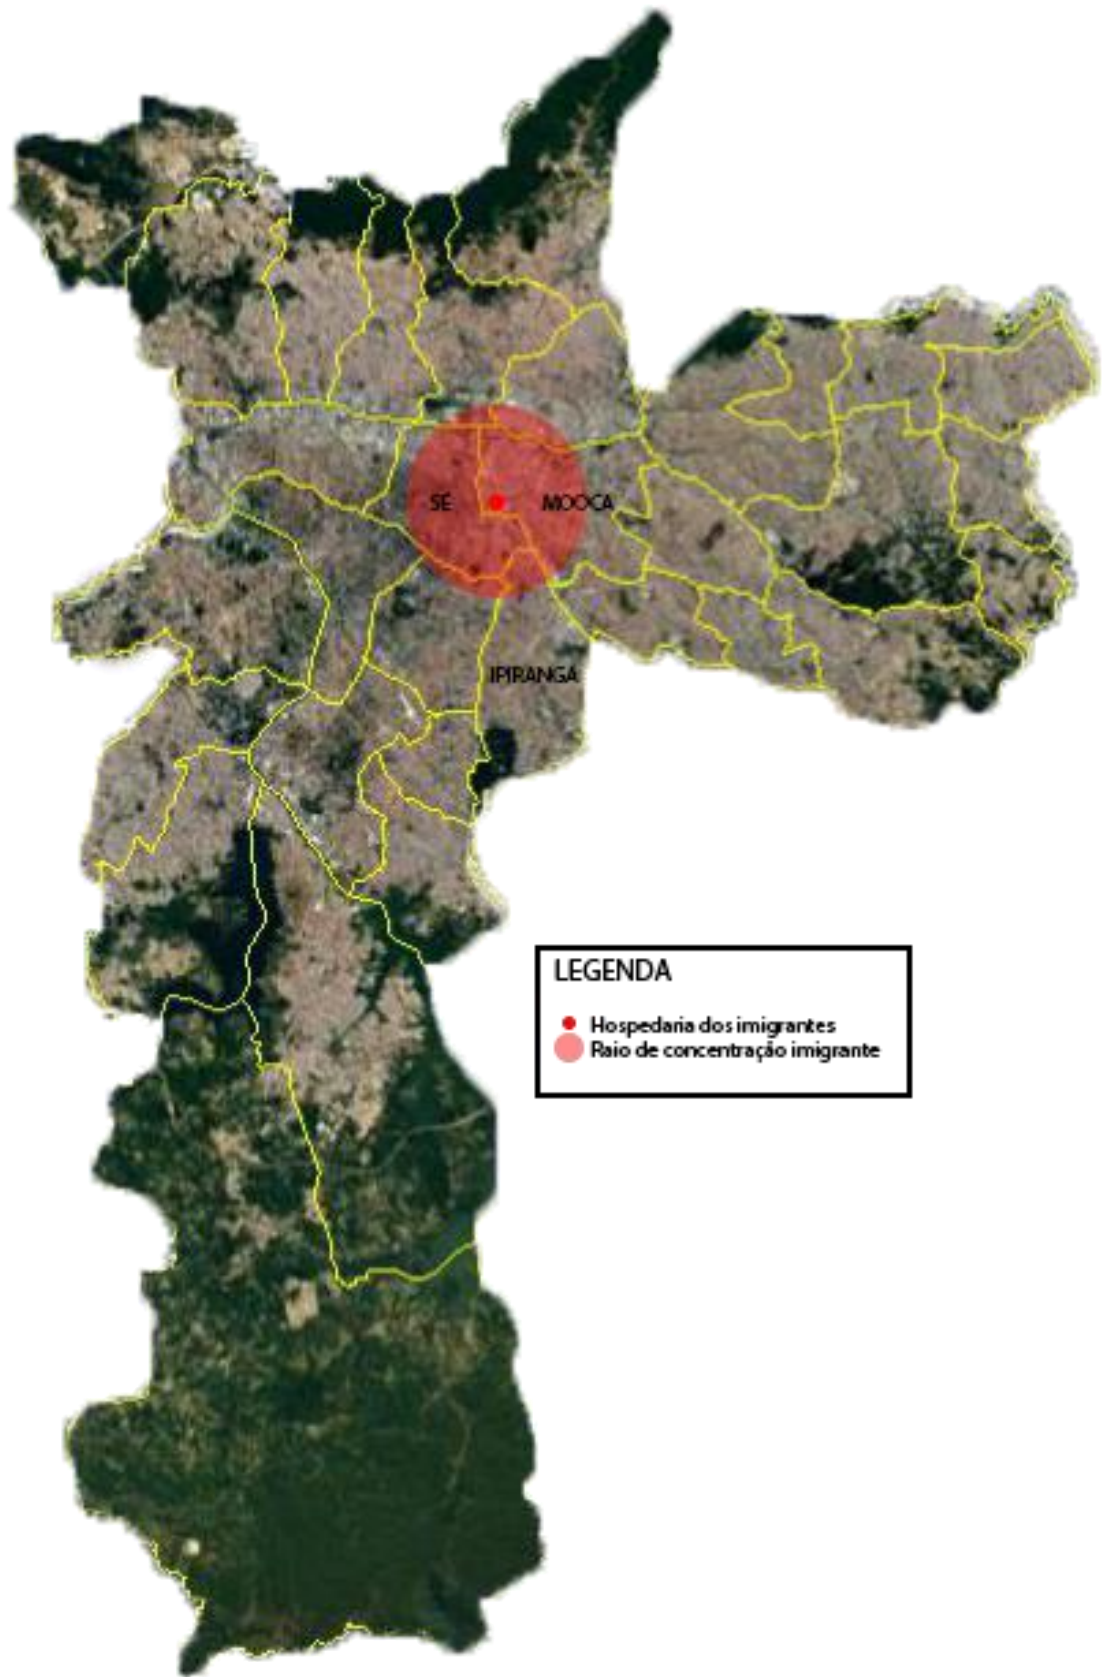 SÉ
MOOCA
IPIRANGA
LEGENDA
Hospedaria dos imigrantes
Raio de concentração imigrante